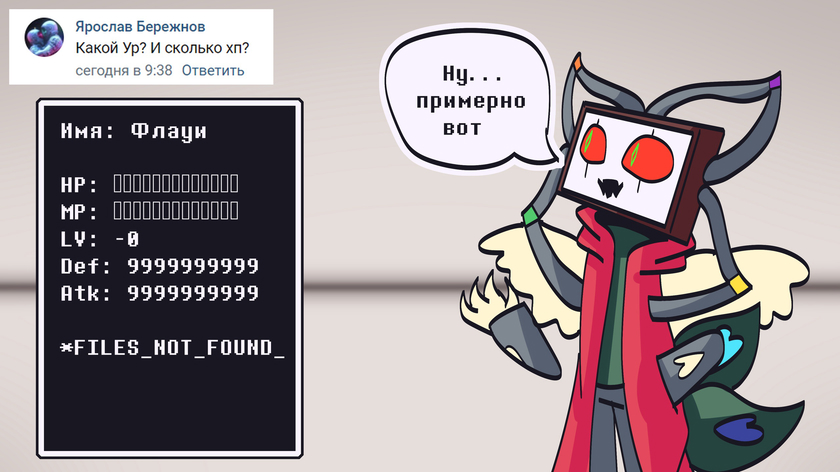 Ярослав Бережнов
Какой Ур? И сколько хп?
сегодня в 9:38 Ответить
Ну...
примерно
вот
Имя: Флауи
HP: ▯▯▯▯▯▯▯▯▯▯▯▯▯
MP: ▯▯▯▯▯▯▯▯▯▯▯▯▯
LV: -0
Def: 9999999999
Atk: 9999999999
*FILES_NOT_FOUND_